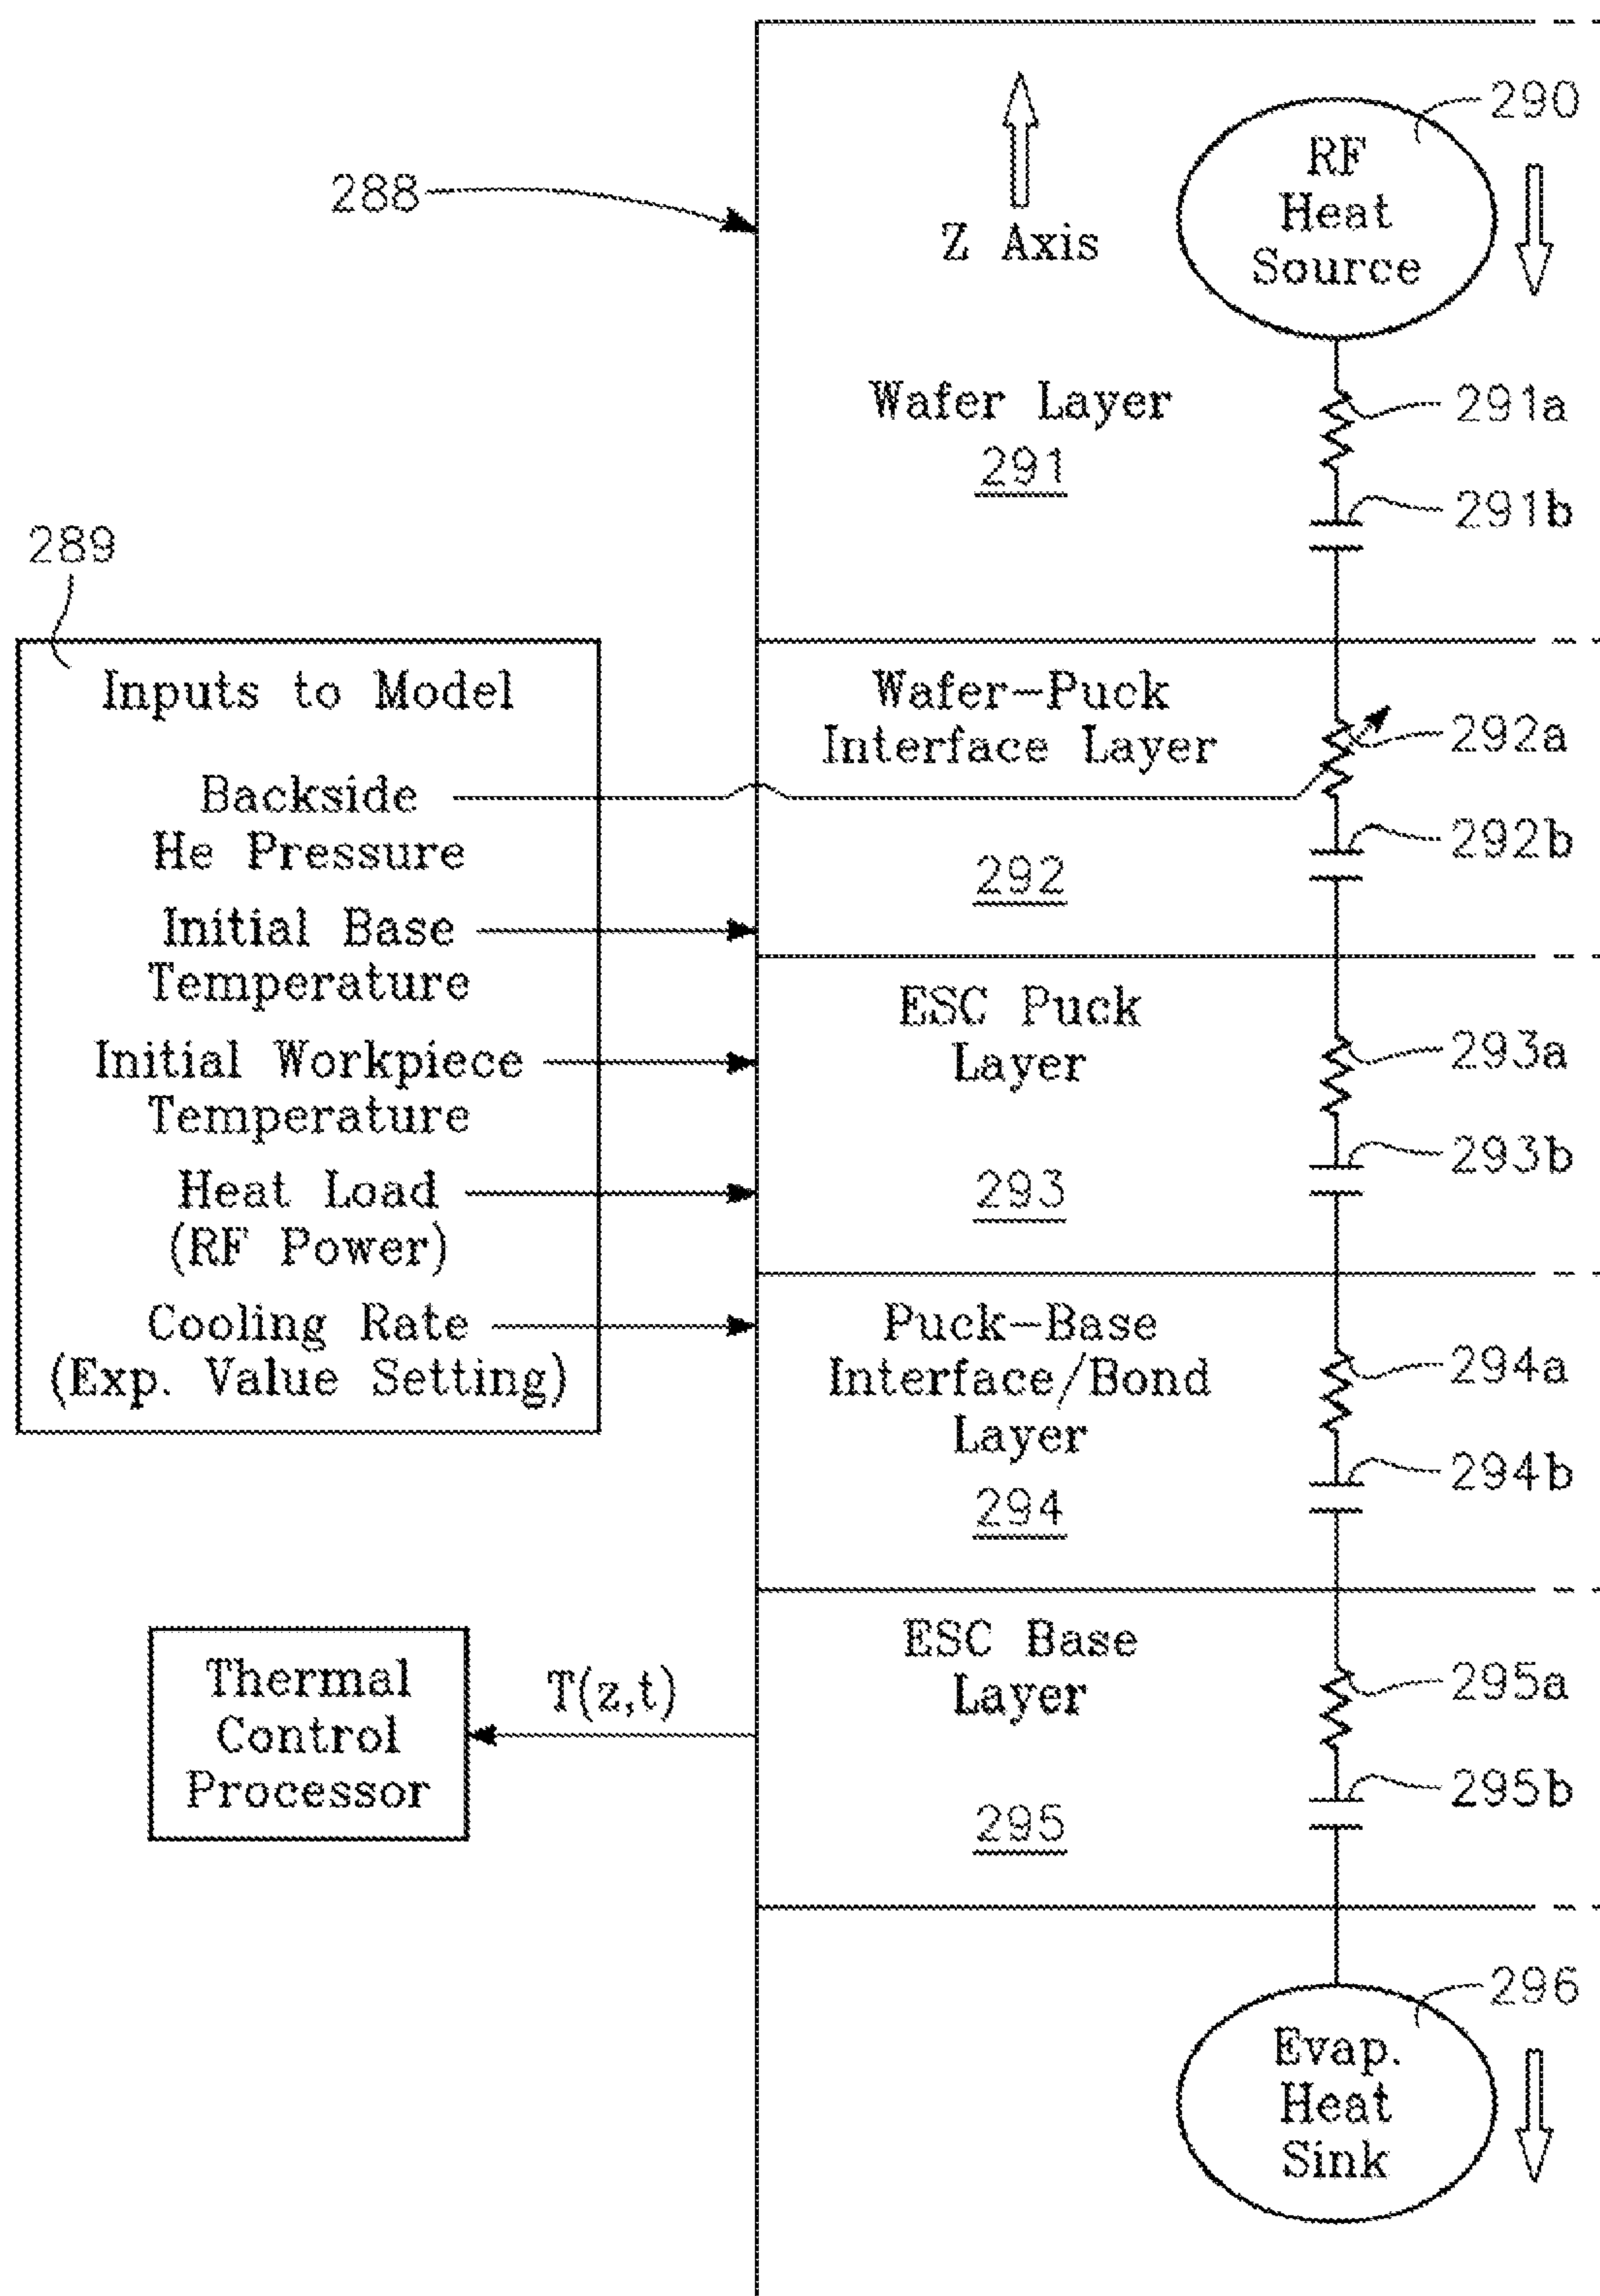 290
RF
Heat
Source
288
Z Axis
Wafer Layer
291
291a
291b
289
Inputs to Model
Backside
He Pressure
Initial Base
Temperature
Initial Workpiece
Temperature
Heat Load
(RF Power)
Cooling Rate
(Exp. Value Setting)
Wafer-Puck
Interface Layer
292
292a
292b
ESC Puck
Layer
293
293a
293b
Puck-Base
Interface/Bond
Layer
294
294a
294b
Thermal
Control
Processor
T(z,t)
ESC Base
Layer
295
295a
295b
296
Evap.
Heat
Sink